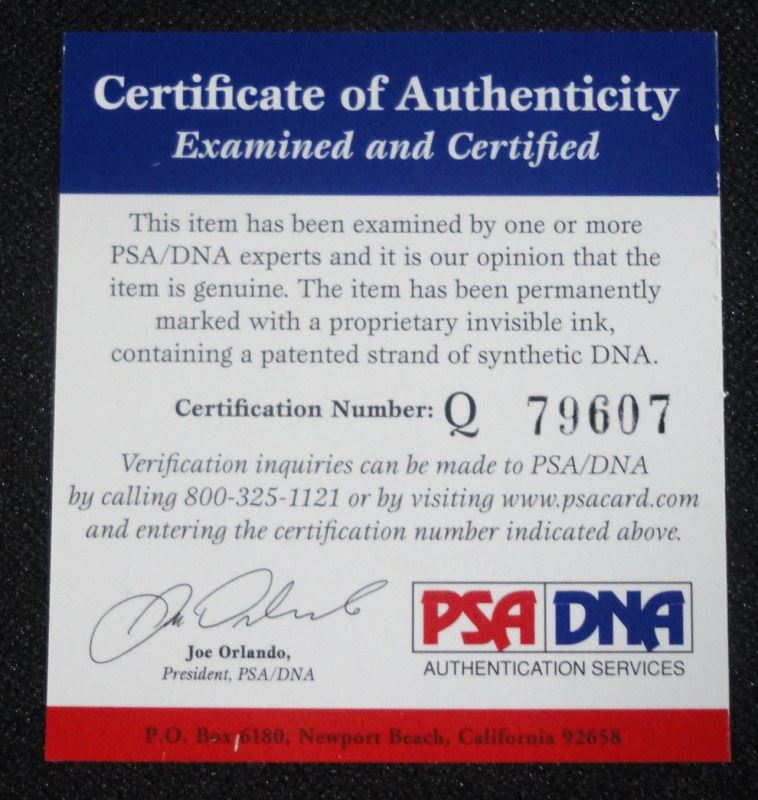 Certificate of Authenticity
Examined and Certified
This item has been examined by one or more
PSA/DNA experts and it is our opinion that the
item is genuine. The item has been permanently
marked with a proprietary invisible ink,
containing a patented strand of synthetic DNA.
Certification Number: Q 79607
Verification inquiries can be made to PSA/DNA
by calling 800-325-1121 or by visiting www.psacard.com
and entering the certification number indicated above.
Joe Orlando
Joe Orlando,
President, PSA/DNA
PSA DNA
AUTHENTICATION SERVICES
P.O. Box 6180, Newport Beach, California 92658